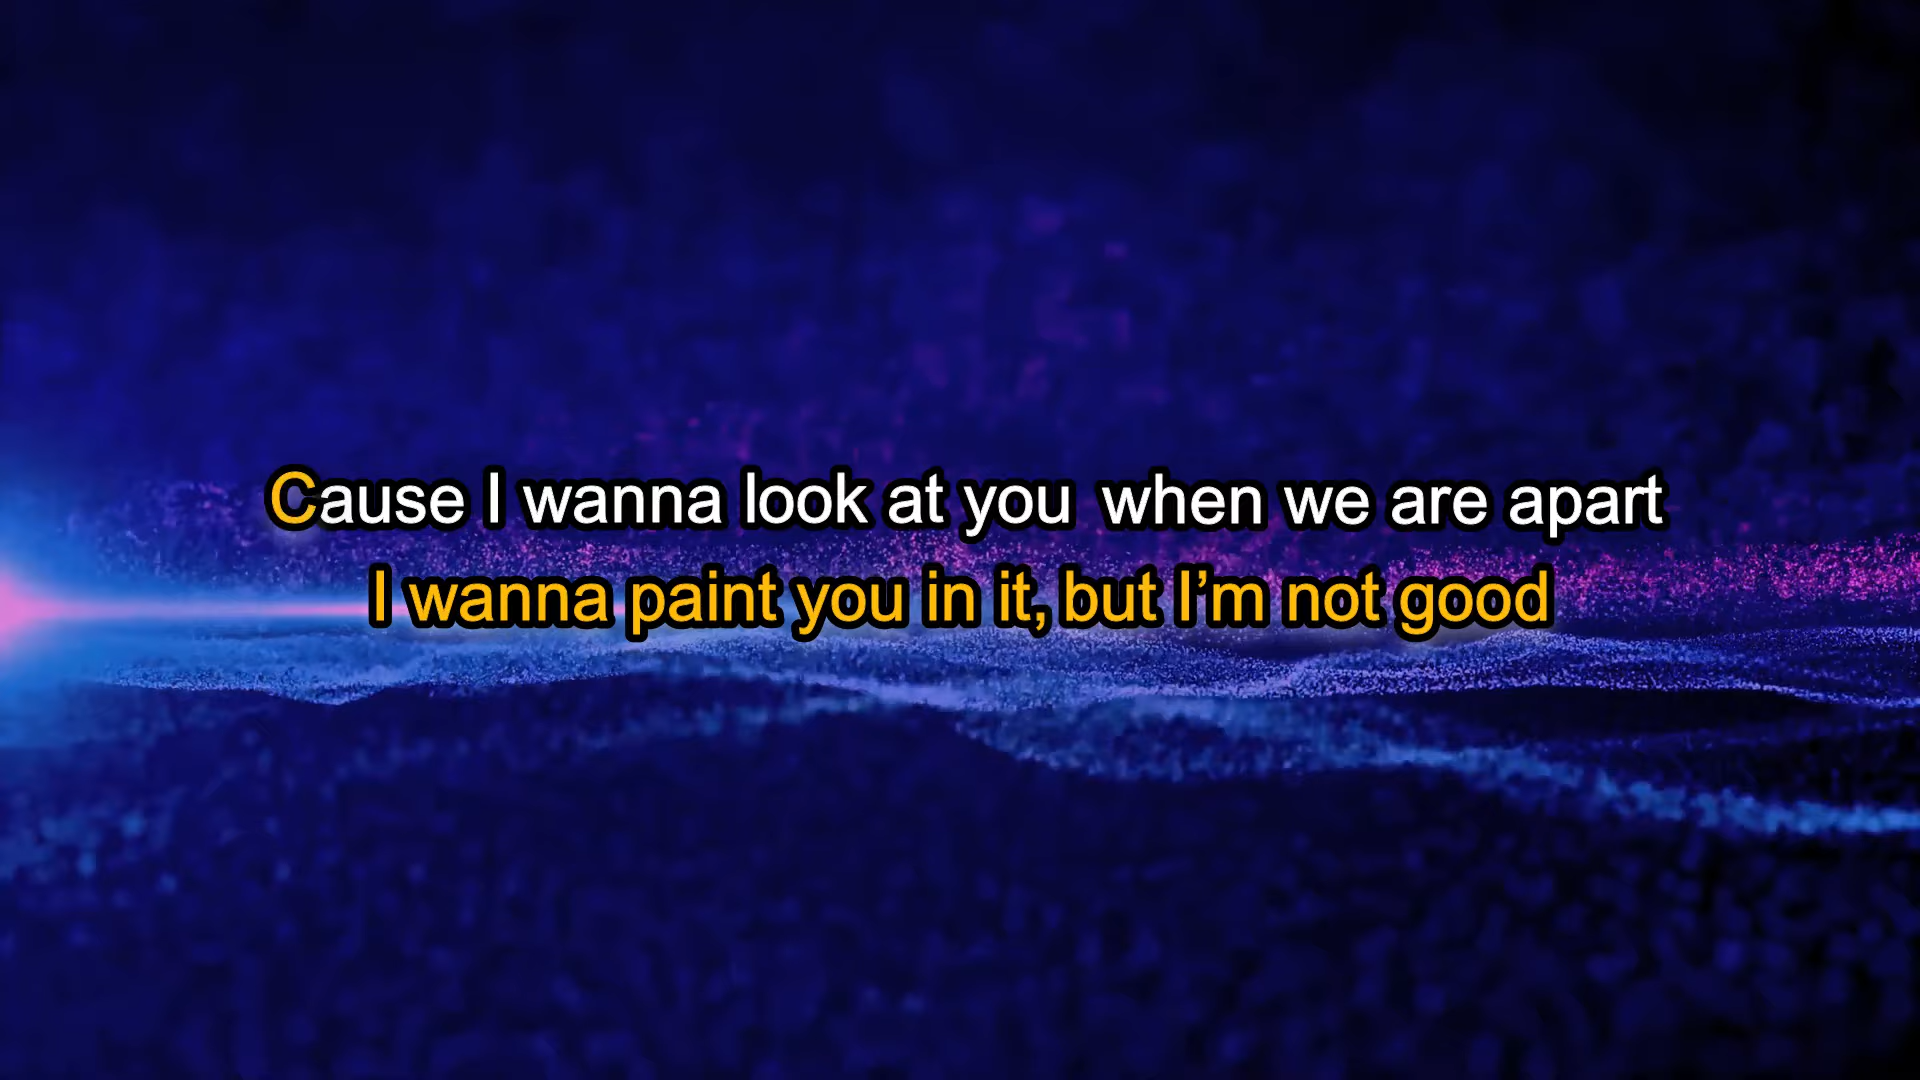 Cause I wanna look at you when we are apart
I wanna paint you in it, but I’m not good